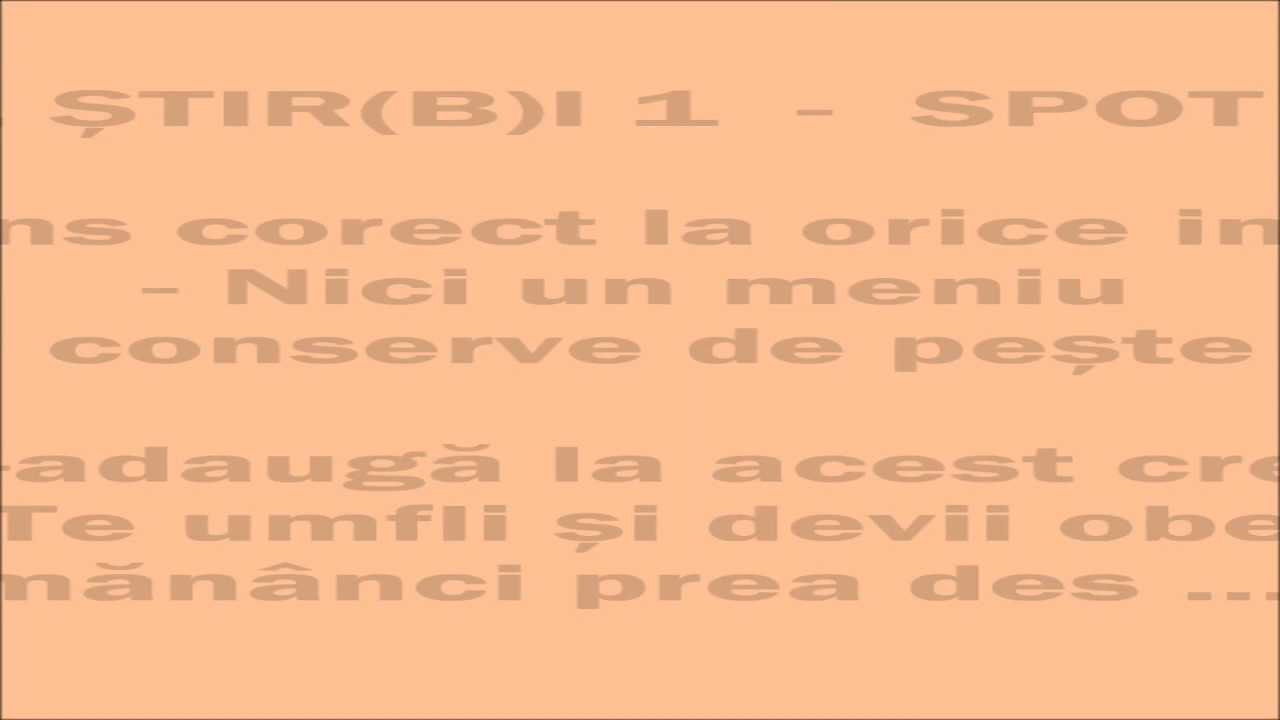 ȘTIR(B)I 1 - SPOT
ns corect la orice in
- Nici un meniu
conserve de pește
-adaugă la acest cre
Te umfli și devii obe
mănânci prea des ...